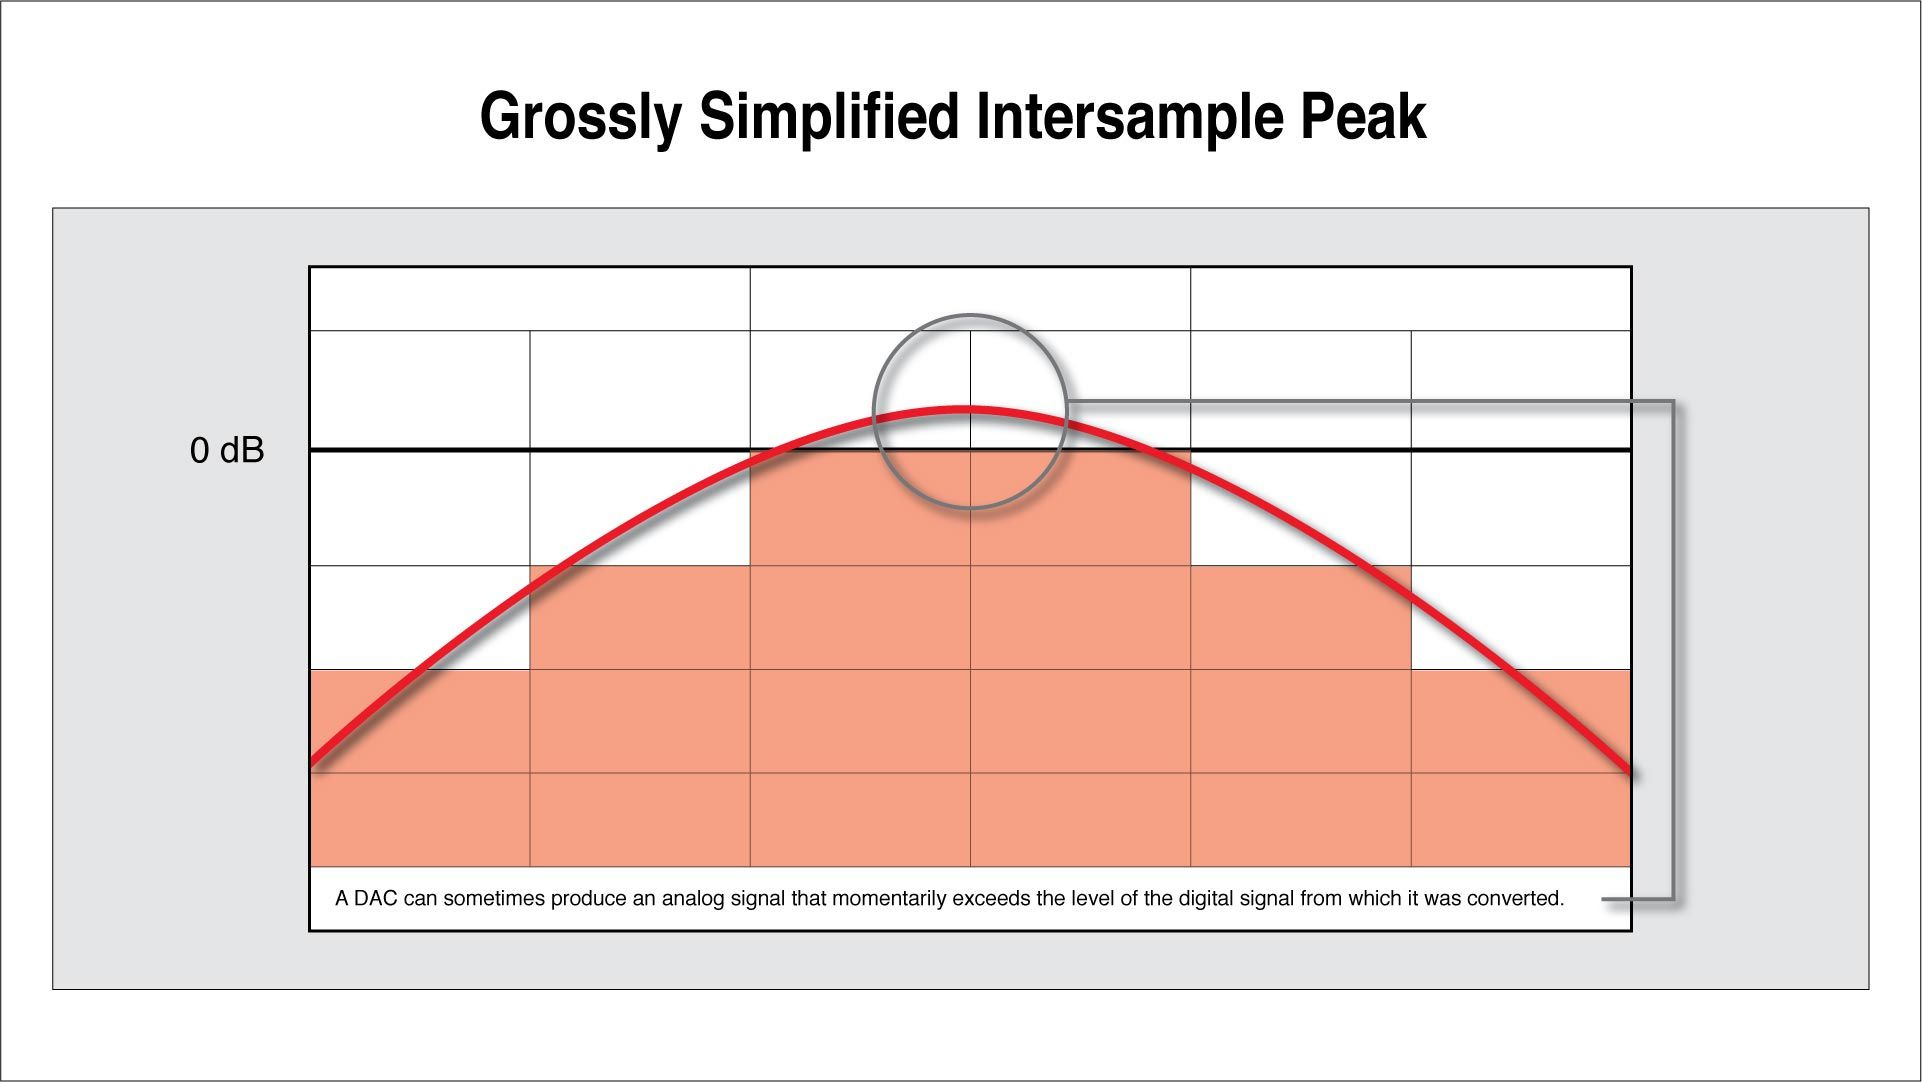 Grossly Simplified Intersample Peak
0 dB
A DAC can sometimes produce an analog signal that momentarily exceeds the level of the digital signal from which it was converted.